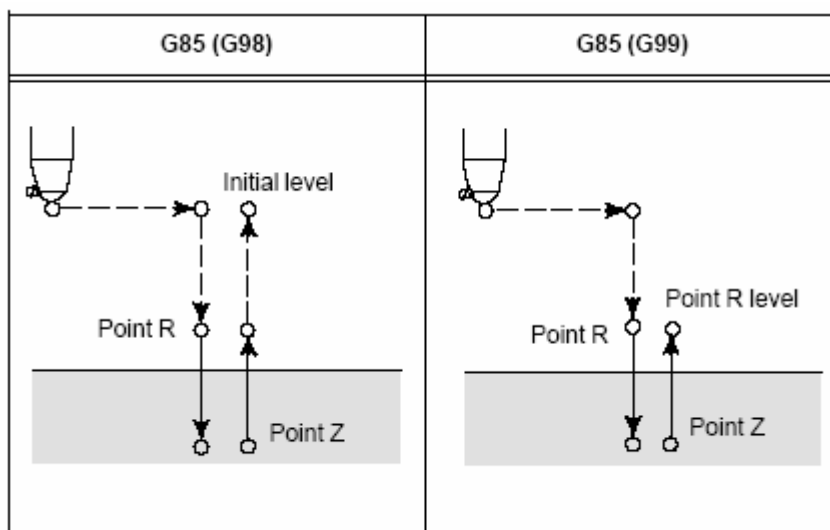 G85 (G98)
G85 (G99)
Initial level
Point R
Point Z
Point R level
Point R
Point Z